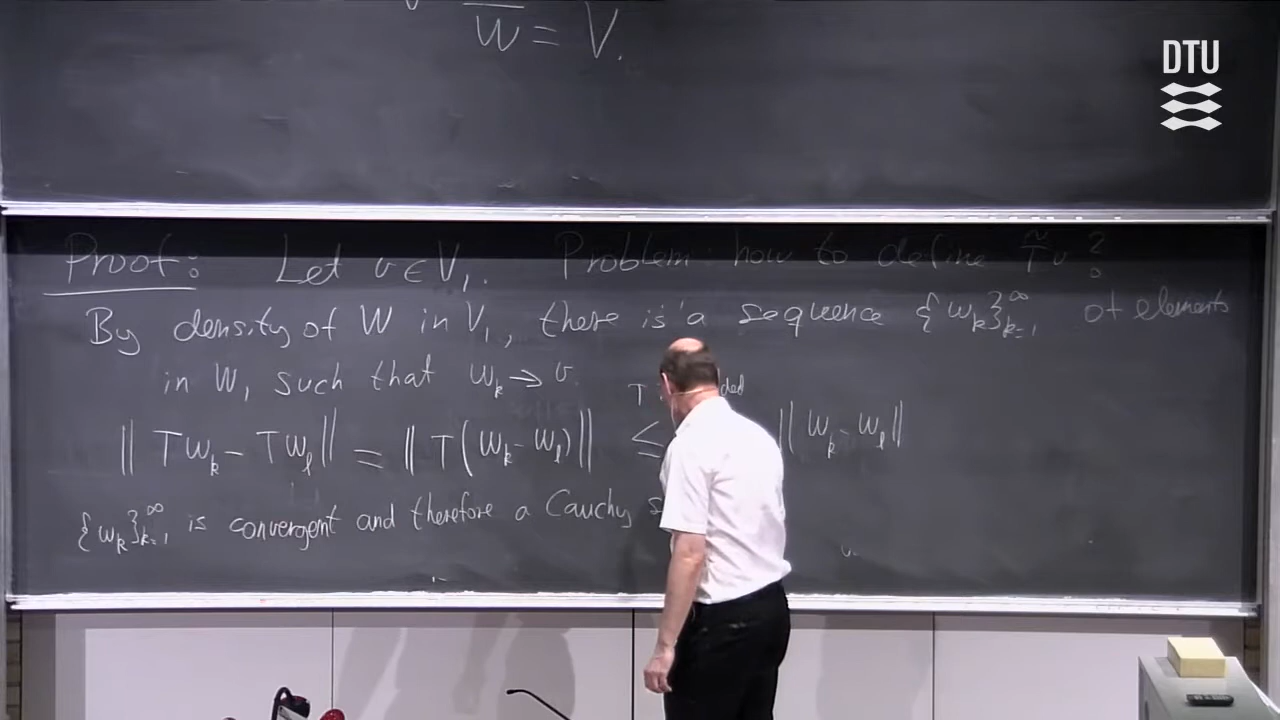 W̅ = V.
DTU
Proof: Let v ∈ V₁. Problem: how to define T̃v?
By density of W in V₁, there is a sequence {w_k}_{k=1}^∞ of elements
in W, such that w_k → v.
‖Tw_k - Tw_l‖ = ‖T(w_k - w_l)‖ ≤ ‖w_k - w_l‖
{w_k}_{k=1}^∞ is convergent and therefore a Cauchy